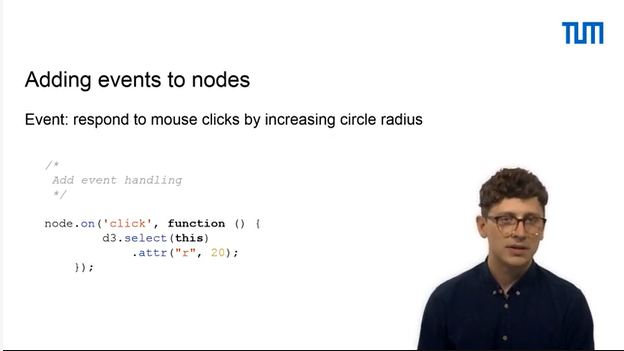 TUM
Adding events to nodes
Event: respond to mouse clicks by increasing circle radius
/*
Add event handling
*/
node.on('click', function () {
d3.select(this)
.attr("r", 20);
});